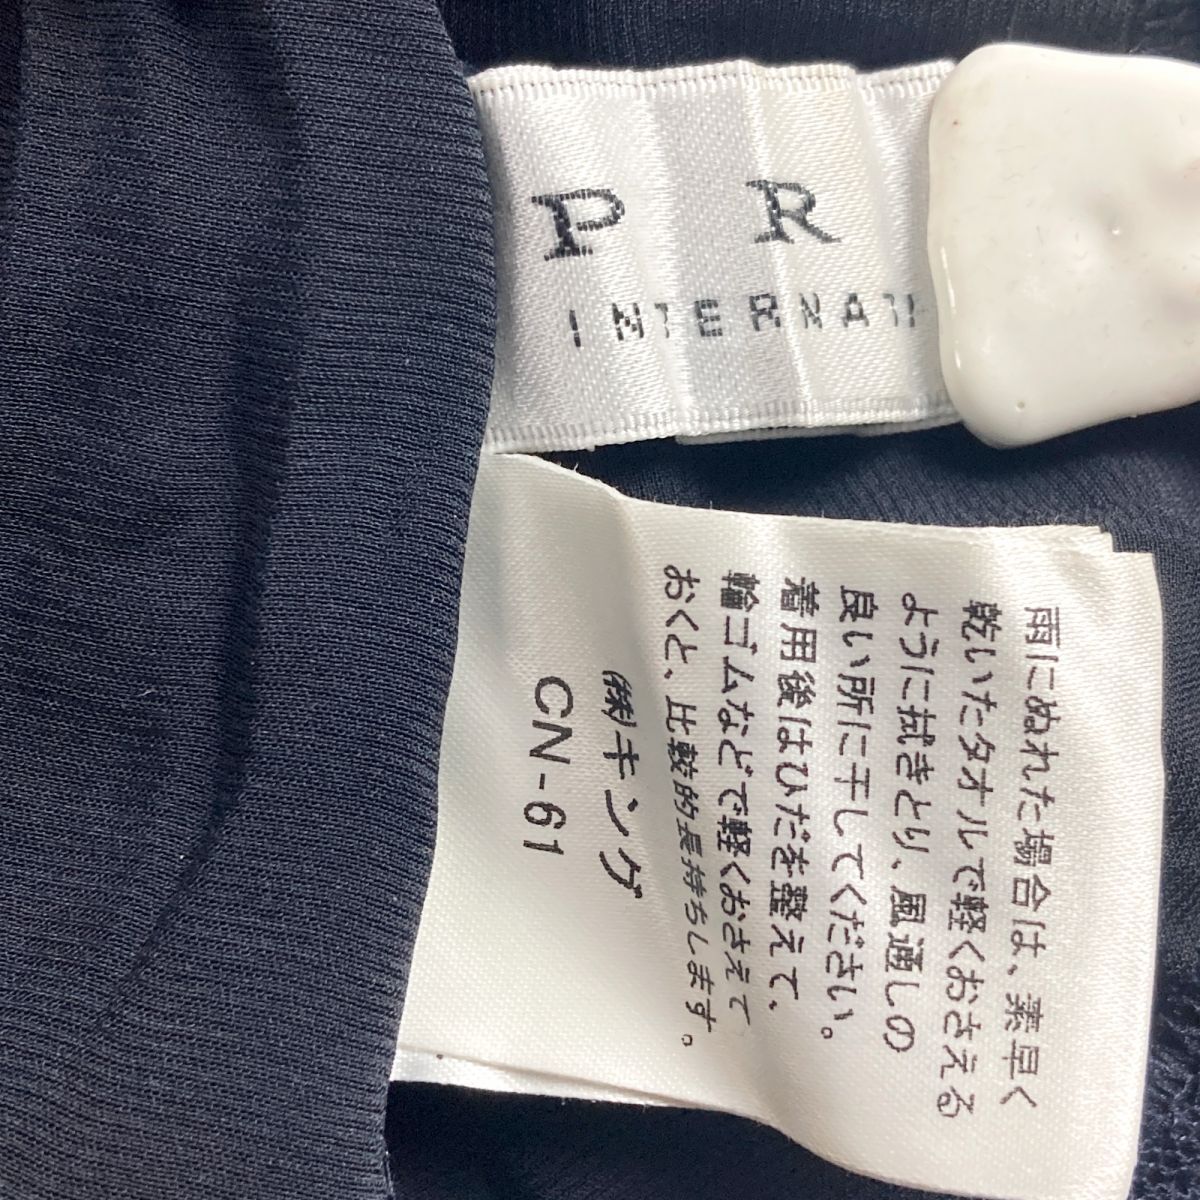 P R
INTERNATI
雨にぬれた場合は、素早く
乾いたタオルで軽くおさえる
ように拭きとり、風通しの
良い所に干してください。
着用後はひだを整えて、
輪ゴムなどで軽くおさえて
おくと、比較的長持ちします。
㈱キング
CN-61